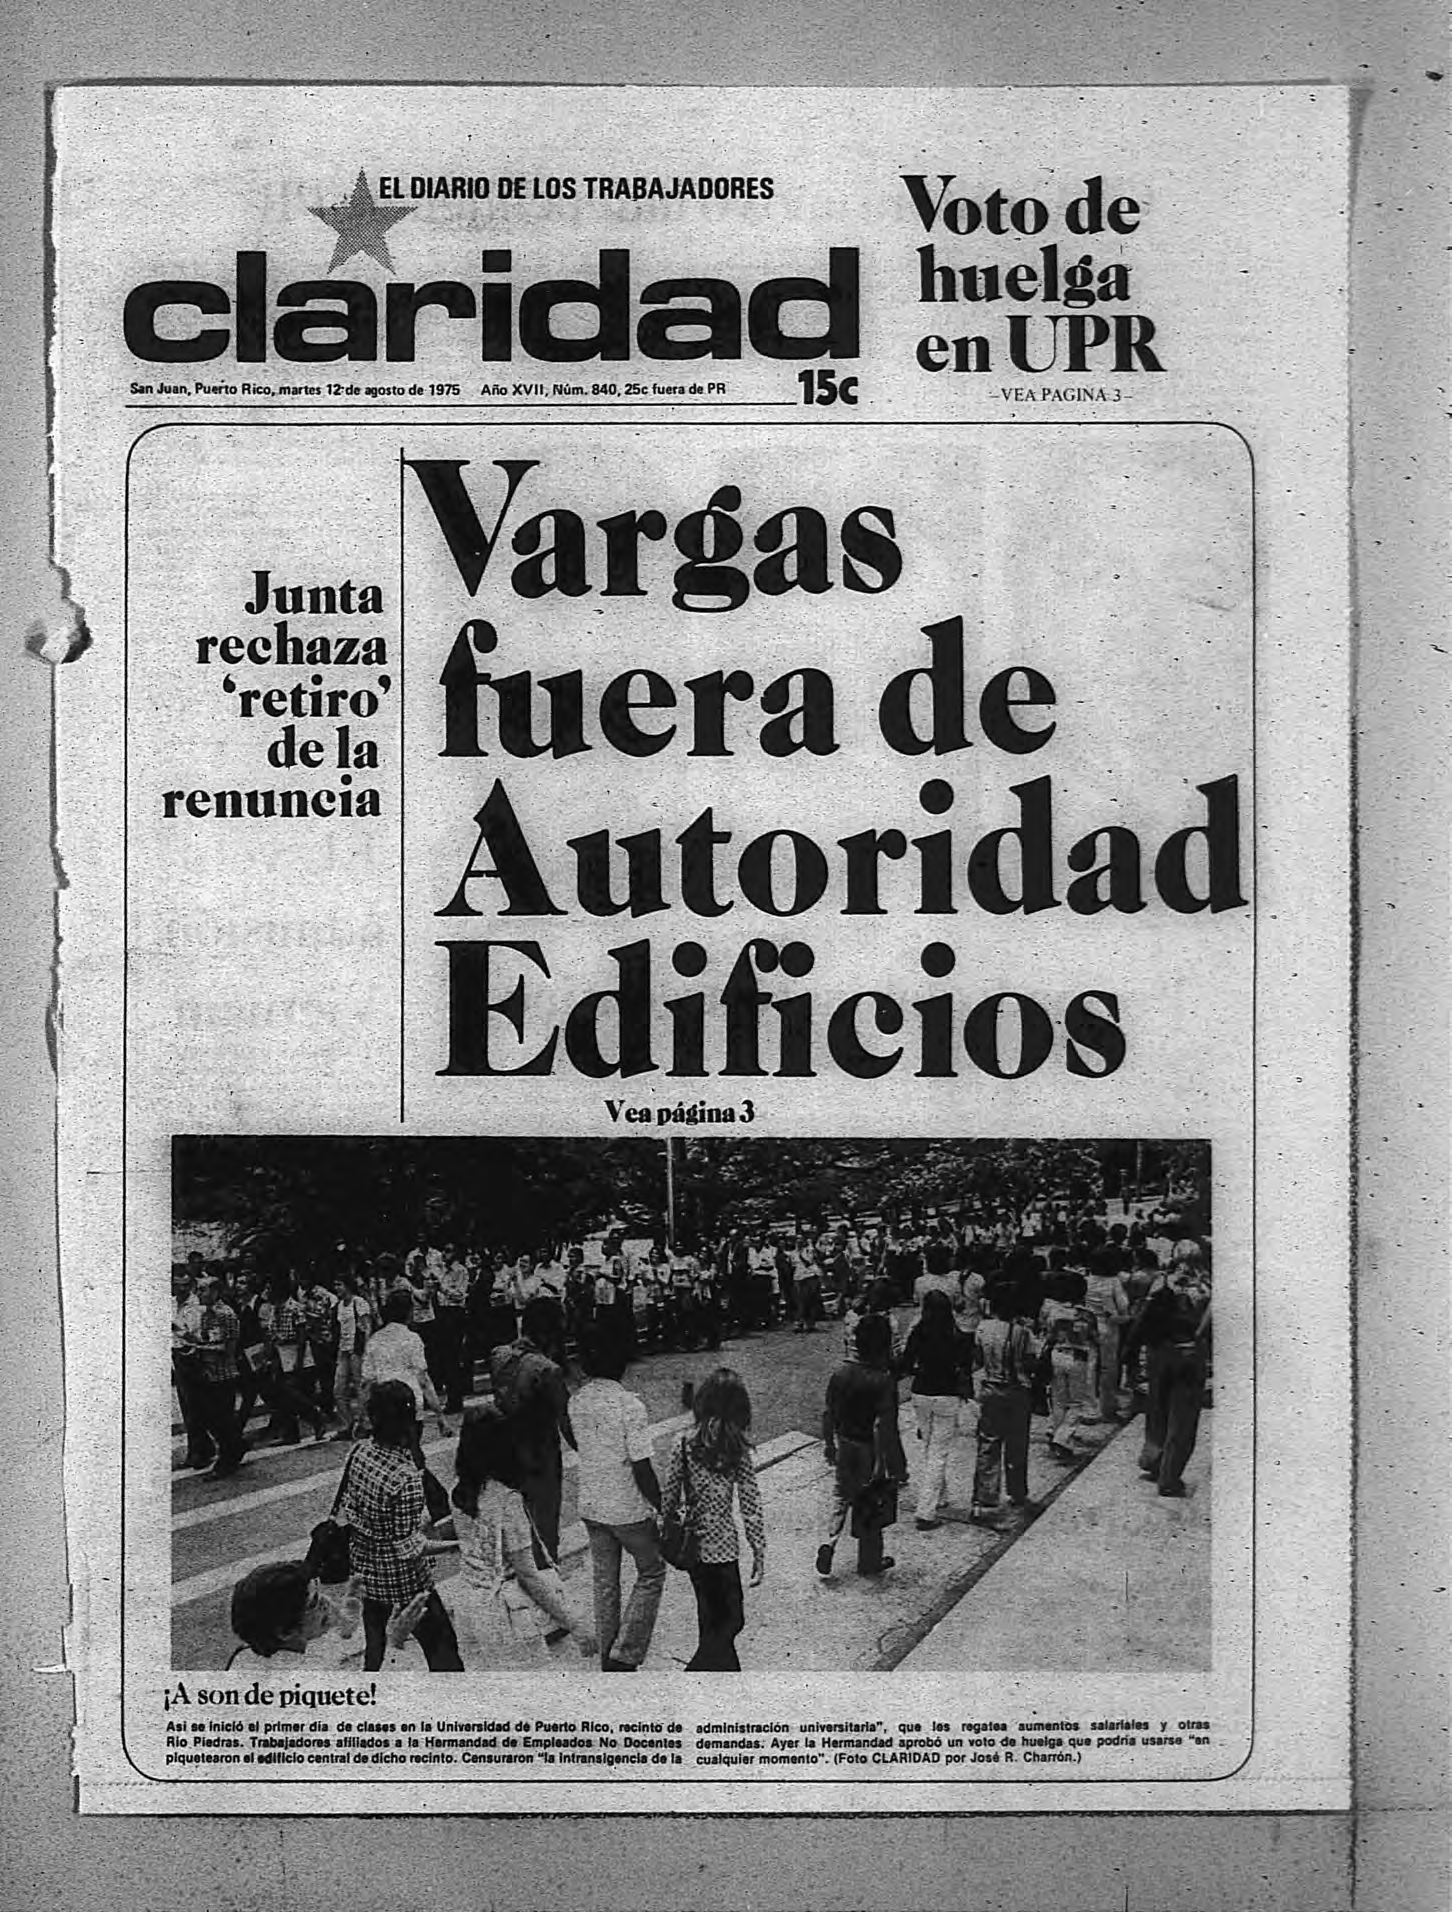 EL DIARIO DE LOS TRABAJADORES
claridad
San Juan, Puerto Rico, martes 12 de agosto de 1975 Año XVII, Núm. 840, 25c fuera de PR
15c
Voto de
huelga
en UPR
-VEA PAGINA 3-
Junta
rechaza
'retiro'
de la
renuncia
Vargas
fuera de
Autoridad
Edificios
Vea página 3
¡A son de piquete!
Así se inició el primer día de clases en la Universidad de Puerto Rico, recinto de
Río Piedras. Trabajadores afiliados a la Hermandad de Empleados No Docentes
piquetearon el edificio central de dicho recinto. Censuraron "la intransigencia de la
administración universitaria", que les regatea aumentos salariales y otras
demandas. Ayer la Hermandad aprobó un voto de huelga que podría usarse "en
cualquier momento". (Foto CLARIDAD por José R. Charrón.)